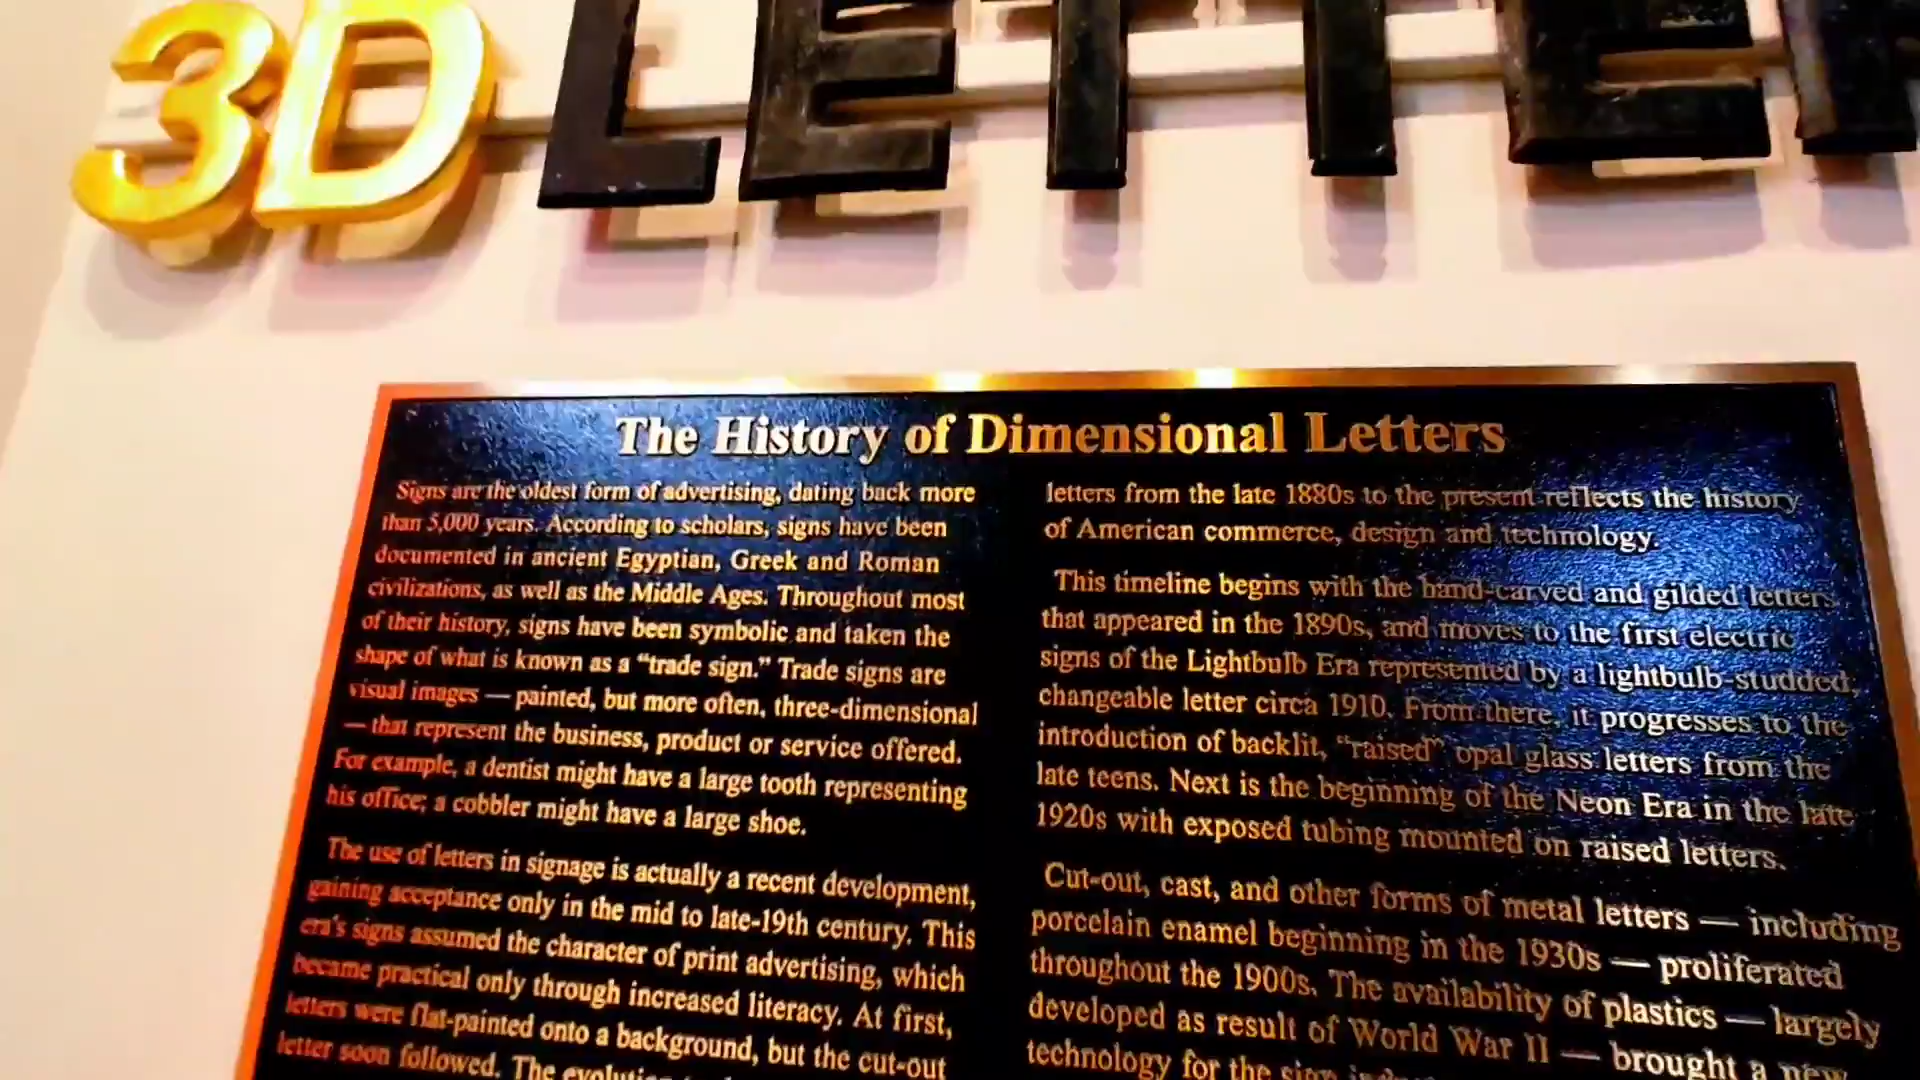 3D LETTER
The History of Dimensional Letters
Signs are the oldest form of advertising, dating back more
than 5,000 years. According to scholars, signs have been
documented in ancient Egyptian, Greek and Roman
civilizations, as well as the Middle Ages. Throughout most
of their history, signs have been symbolic and taken the
shape of what is known as a “trade sign.” Trade signs are
visual images — painted, but more often, three-dimensional
— that represent the business, product or service offered.
For example, a dentist might have a large tooth representing
his office; a cobbler might have a large shoe.
The use of letters in signage is actually a recent development,
gaining acceptance only in the mid to late-19th century. This
era's signs assumed the character of print advertising, which
became practical only through increased literacy. At first,
letters were flat-painted onto a background, but the cut-out
letter soon followed. The
letters from the late 1880s to the present reflects the history
of American commerce, design and technology.
This timeline begins with the hand-carved and gilded letters
that appeared in the 1890s, and moves to the first electric
signs of the Lightbulb Era represented by a lightbulb-studded,
changeable letter circa 1910. From there, it progresses to the
introduction of backlit, “raised” opal glass letters from the
late teens. Next is the beginning of the Neon Era in the late
1920s with exposed tubing mounted on raised letters.
Cut-out, cast, and other forms of metal letters — including
porcelain enamel beginning in the 1930s — proliferated
throughout the 1900s. The availability of plastics — largely
developed as result of World War II — brought a new
technology for the sign